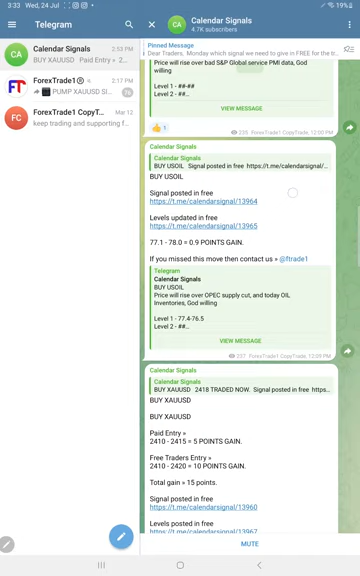 3:33 Wed, 24 Jul
19%
Telegram
Calendar Signals
4.7K subscribers
CA
Calendar Signals
2:53 PM
BUY XAUUSD Paid Entry » 2
ForexTrade1
2:17 PM
PUMP XAUUSD SI...
76
FC
ForexTrade1 CopyT...
Mar 12
keep trading and supporting f...
Pinned Message
Traders, Monday which signal we need to give in FREE for the tr...
Price will rise over bad S&P Global service PMI data, God
willing
Level 1 - ##-##
Level 2 - ##..
VIEW MESSAGE
1
235 ForexTrade1 CopyTrade, 12:00 PM
Calendar Signals
Calendar Signals
BUY USOIL Signal posted in free https://t.me/calendarsignal/...
BUY USOIL
Signal posted in free
https://t.me/calendarsignal/13964
Levels updated in free
https://t.me/calendarsignal/13965
77.1 - 78.0 = 0.9 POINTS GAIN.
If you missed this move then contact us » @ftrade1
Telegram
Calendar Signals
BUY USOIL
Price will rise over OPEC supply cut, and today OIL
Inventories, God willing
Level 1 - 77.4-76.5
Level 2 - ##..
VIEW MESSAGE
237 ForexTrade1 CopyTrade, 12:09 PM
Calendar Signals
Calendar Signals
BUY XAUUSD 2418 TRADED NOW. Signal posted in free https...
BUY XAUUSD
BUY XAUUSD
Paid Entry »
2410 - 2415 = 5 POINTS GAIN.
Free Traders Entry »
2410 - 2420 = 10 POINTS GAIN.
Total gain » 15 points.
Signal posted in free
https://t.me/calendarsignal/13960
Levels posted in free
https://t.me/calendarsignal/13967
MUTE